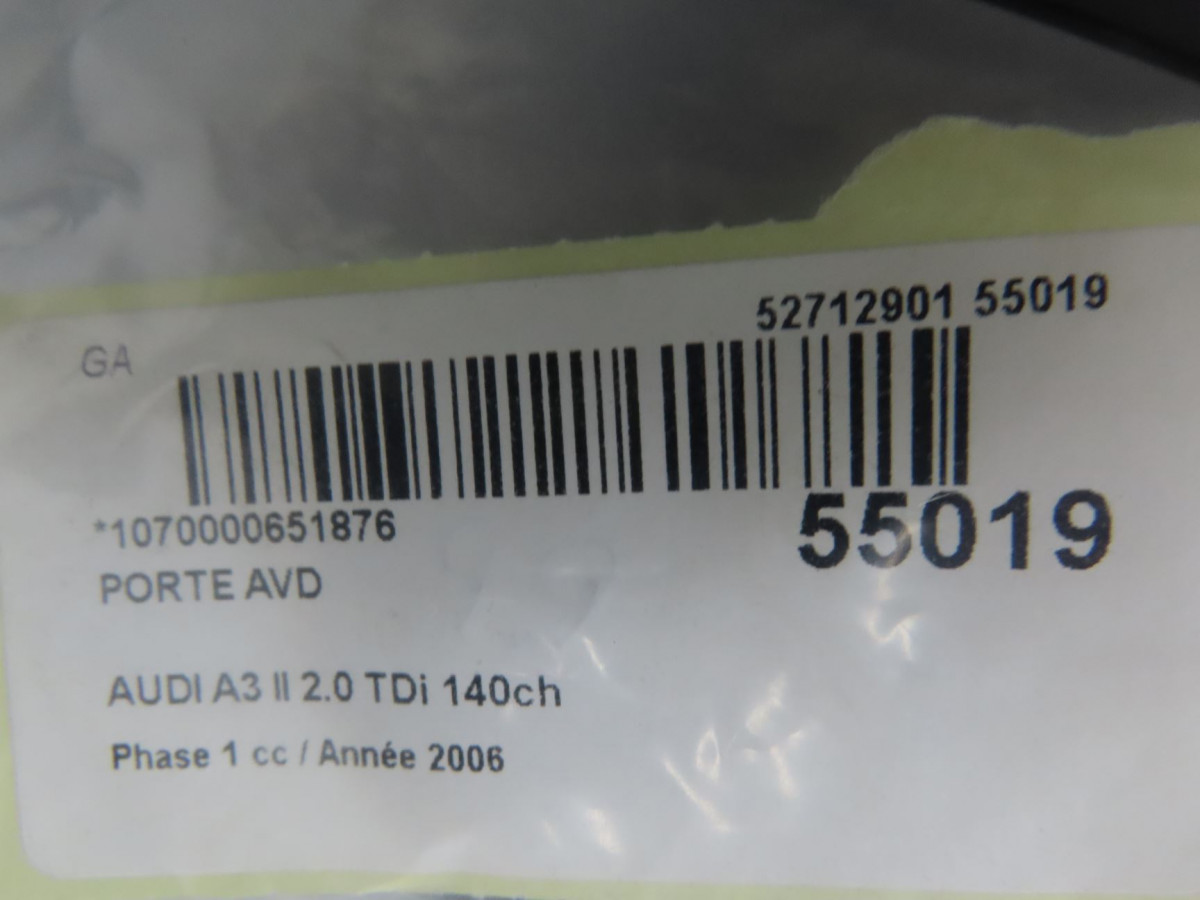 52712901 55019
GA
*1070000651876
55019
PORTE AVD
AUDI A3 II 2.0 TDi 140ch
Phase 1 cc / Année 2006